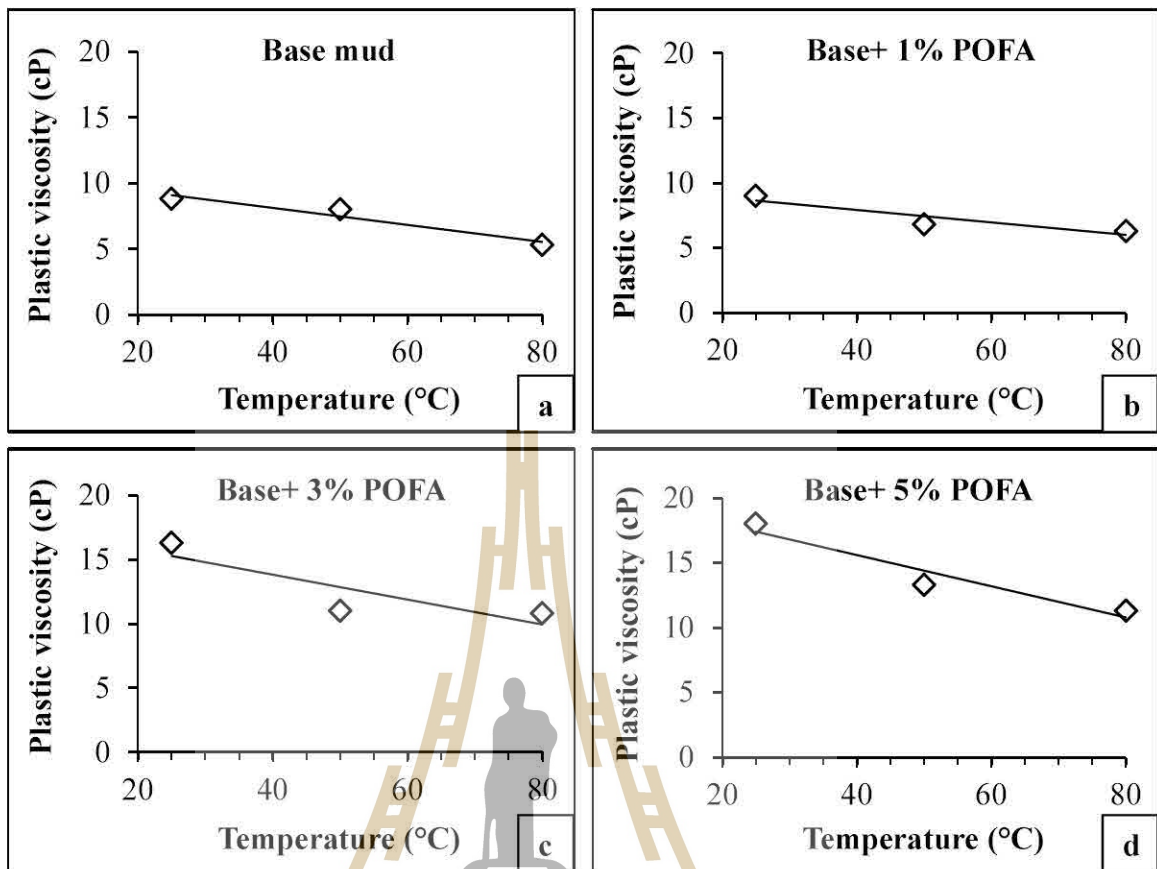 Base mud
Plastic viscosity (cP)
20
15
10
5
0
20 40 60 80
Temperature (°C)
a
Base+ 1% POFA
Plastic viscosity (cP)
20
15
10
5
0
20 40 60 80
Temperature (°C)
b
Base+ 3% POFA
Plastic viscosity (cP)
20
15
10
5
0
20 40 60 80
Temperature (°C)
c
Base+ 5% POFA
Plastic viscosity (cP)
20
15
10
5
0
20 40 60 80
Temperature (°C)
d